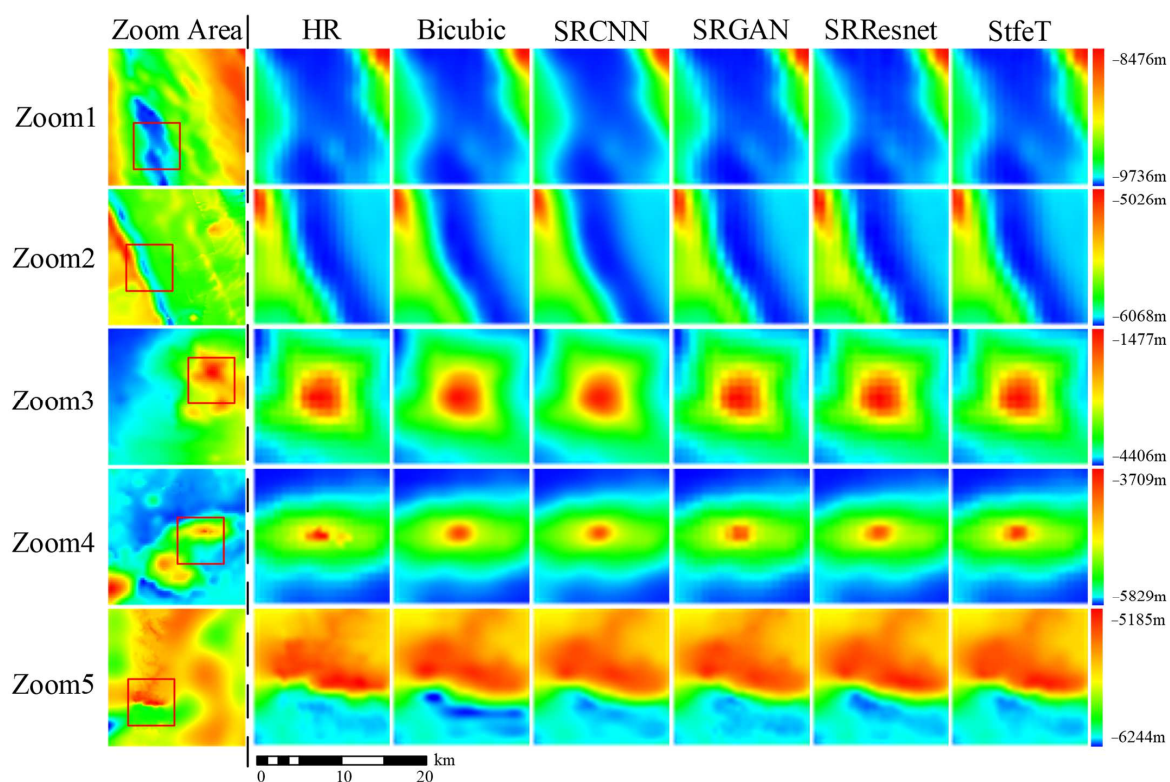 Zoom Area HR Bicubic SRCNN SRGAN SRResnet StfeT
Zoom1
-8476m
-9736m
Zoom2
-5026m
-6068m
Zoom3
-1477m
-4406m
Zoom4
-3709m
-5829m
Zoom5
-5185m
-6244m
km
0 10 20